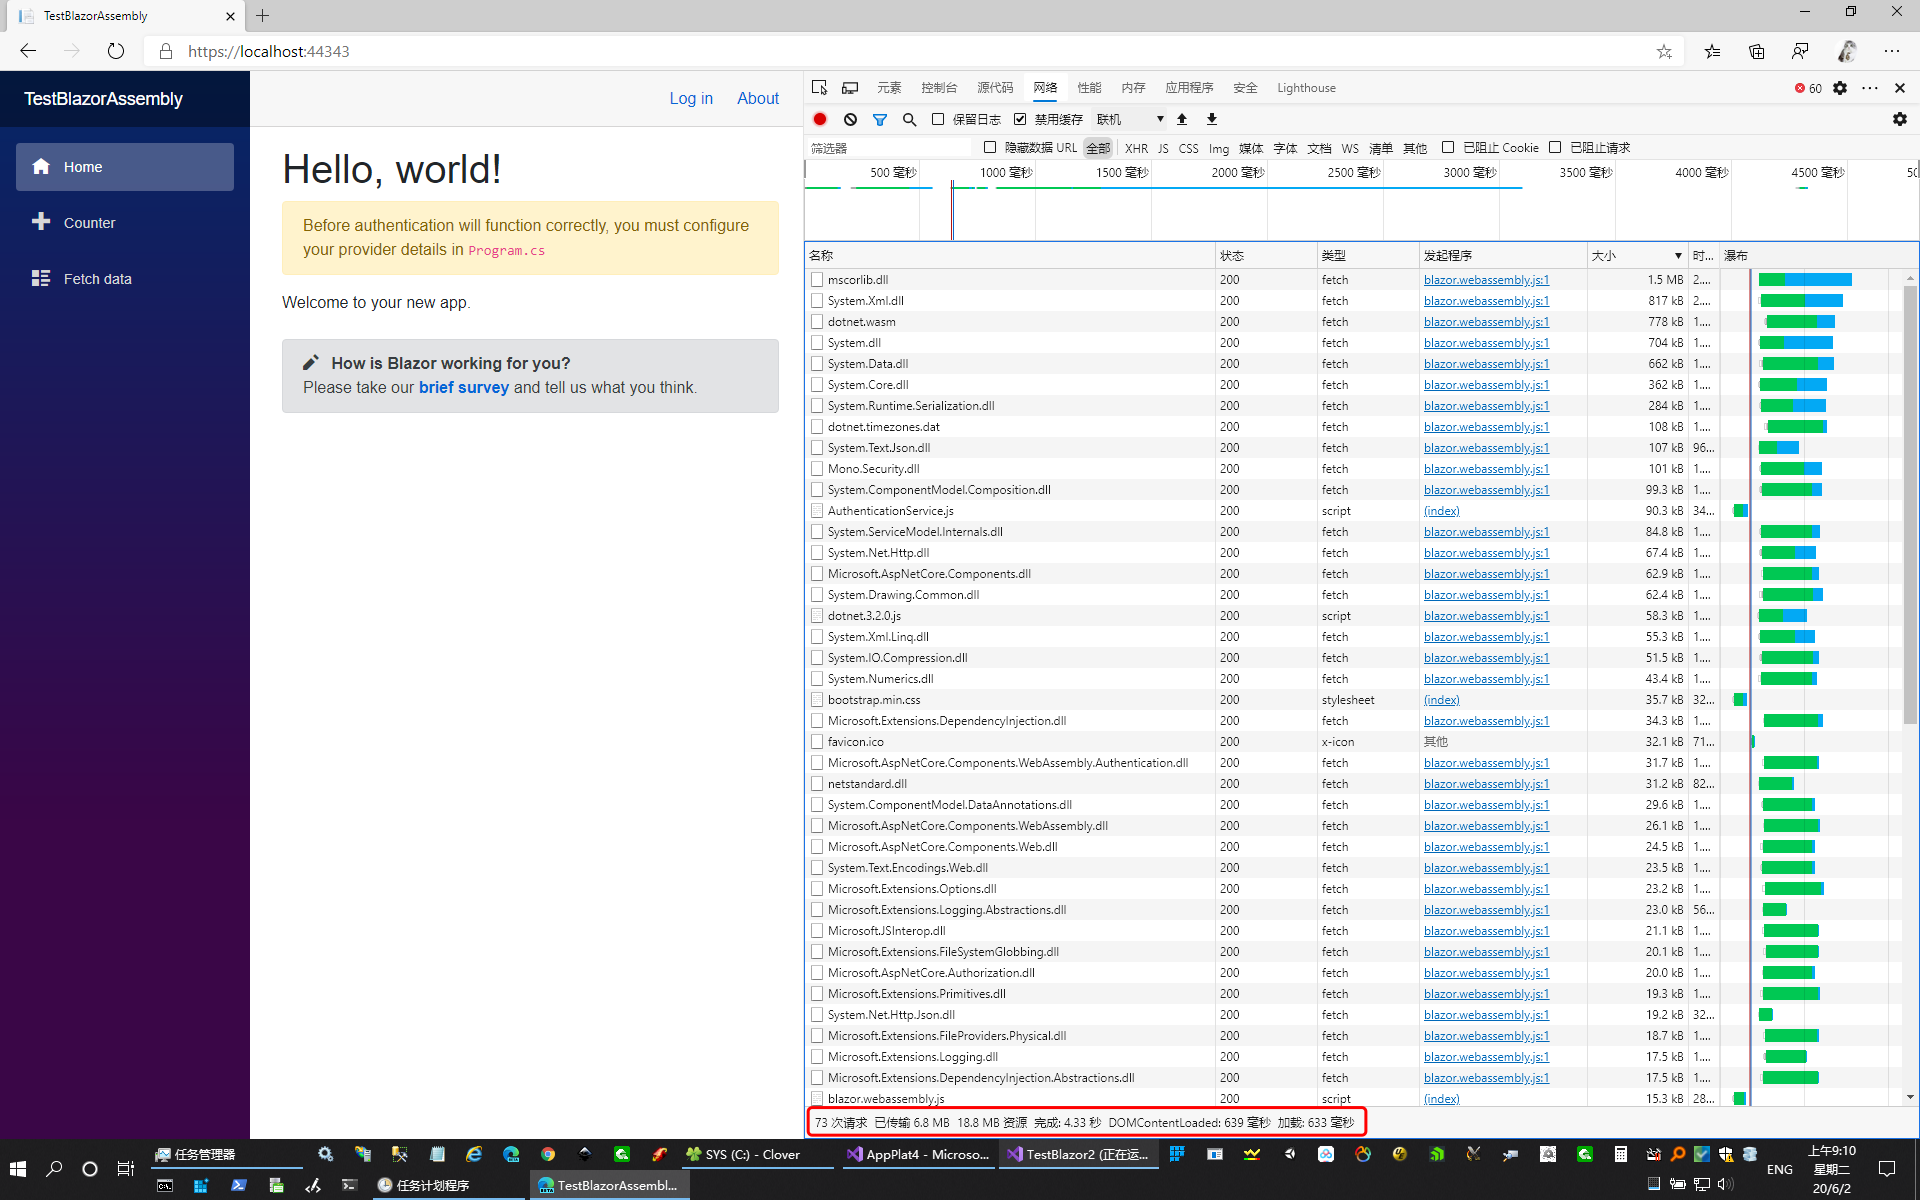 TestBlazorAssembly
https://localhost:44343
TestBlazorAssembly
Home
Counter
Fetch data
Log in About
Hello, world!
Before authentication will function correctly, you must configure
your provider details in Program.cs
Welcome to your new app.
How is Blazor working for you?
Please take our brief survey and tell us what you think.
元素 控制台 源代码 网络 性能 内存 应用程序 安全 Lighthouse 60
保留日志 禁用缓存 联机
筛选器 隐藏数据 URL 全部 XHR JS CSS Img 媒体 字体 文档 WS 清单 其他 已阻止 Cookie 已阻止请求
500 毫秒 1000 毫秒 1500 毫秒 2000 毫秒 2500 毫秒 3000 毫秒 3500 毫秒 4000 毫秒 4500 毫秒 50
名称 状态 类型 发起程序 大小 时... 瀑布
mscorlib.dll 200 fetch blazor.webassembly.js:1 1.5 MB 2....
System.Xml.dll 200 fetch blazor.webassembly.js:1 817 kB 2....
dotnet.wasm 200 fetch blazor.webassembly.js:1 778 kB 1....
System.dll 200 fetch blazor.webassembly.js:1 704 kB 1....
System.Data.dll 200 fetch blazor.webassembly.js:1 662 kB 1....
System.Core.dll 200 fetch blazor.webassembly.js:1 362 kB 1....
System.Runtime.Serialization.dll 200 fetch blazor.webassembly.js:1 284 kB 1....
dotnet.timezones.dat 200 fetch blazor.webassembly.js:1 108 kB 1....
System.Text.Json.dll 200 fetch blazor.webassembly.js:1 107 kB 96...
Mono.Security.dll 200 fetch blazor.webassembly.js:1 101 kB 1....
System.ComponentModel.Composition.dll 200 fetch blazor.webassembly.js:1 99.3 kB 1....
AuthenticationService.js 200 script (index) 90.3 kB 34...
System.ServiceModel.Internals.dll 200 fetch blazor.webassembly.js:1 84.8 kB 1....
System.Net.Http.dll 200 fetch blazor.webassembly.js:1 67.4 kB 1....
Microsoft.AspNetCore.Components.dll 200 fetch blazor.webassembly.js:1 62.9 kB 1....
System.Drawing.Common.dll 200 fetch blazor.webassembly.js:1 62.4 kB 1....
dotnet.3.2.0.js 200 script blazor.webassembly.js:1 58.3 kB 1....
System.Xml.Linq.dll 200 fetch blazor.webassembly.js:1 55.3 kB 1....
System.IO.Compression.dll 200 fetch blazor.webassembly.js:1 51.5 kB 1....
System.Numerics.dll 200 fetch blazor.webassembly.js:1 43.4 kB 1....
bootstrap.min.css 200 stylesheet (index) 35.7 kB 32...
Microsoft.Extensions.DependencyInjection.dll 200 fetch blazor.webassembly.js:1 34.3 kB 1....
favicon.ico 200 x-icon 其他 32.1 kB 71...
Microsoft.AspNetCore.Components.WebAssembly.Authentication.dll 200 fetch blazor.webassembly.js:1 31.7 kB 1....
netstandard.dll 200 fetch blazor.webassembly.js:1 31.2 kB 82...
System.ComponentModel.DataAnnotations.dll 200 fetch blazor.webassembly.js:1 29.6 kB 1....
Microsoft.AspNetCore.Components.WebAssembly.dll 200 fetch blazor.webassembly.js:1 26.1 kB 1....
Microsoft.AspNetCore.Components.Web.dll 200 fetch blazor.webassembly.js:1 24.5 kB 1....
System.Text.Encodings.Web.dll 200 fetch blazor.webassembly.js:1 23.5 kB 1....
Microsoft.Extensions.Options.dll 200 fetch blazor.webassembly.js:1 23.2 kB 1....
Microsoft.Extensions.Logging.Abstractions.dll 200 fetch blazor.webassembly.js:1 23.0 kB 56...
Microsoft.JSInterop.dll 200 fetch blazor.webassembly.js:1 21.1 kB 1....
Microsoft.Extensions.FileSystemGlobbing.dll 200 fetch blazor.webassembly.js:1 20.1 kB 1....
Microsoft.AspNetCore.Authorization.dll 200 fetch blazor.webassembly.js:1 20.0 kB 1....
Microsoft.Extensions.Primitives.dll 200 fetch blazor.webassembly.js:1 19.3 kB 1....
System.Net.Http.Json.dll 200 fetch blazor.webassembly.js:1 19.2 kB 32...
Microsoft.Extensions.FileProviders.Physical.dll 200 fetch blazor.webassembly.js:1 18.7 kB 1....
Microsoft.Extensions.Logging.dll 200 fetch blazor.webassembly.js:1 17.5 kB 1....
Microsoft.Extensions.DependencyInjection.Abstractions.dll 200 fetch blazor.webassembly.js:1 17.5 kB 1....
blazor.webassembly.js 200 script (index) 15.3 kB 28...
73 次请求 已传输 6.8 MB 18.8 MB 资源 完成: 4.33 秒 DOMContentLoaded: 639 毫秒 加载: 633 毫秒
任务管理器 SYS (C:) - Clover AppPlat4 - Microso... TestBlazor2 (正在运... 上午9:10
ENG 星期二
任务计划程序 TestBlazorAssembl... 20/6/2